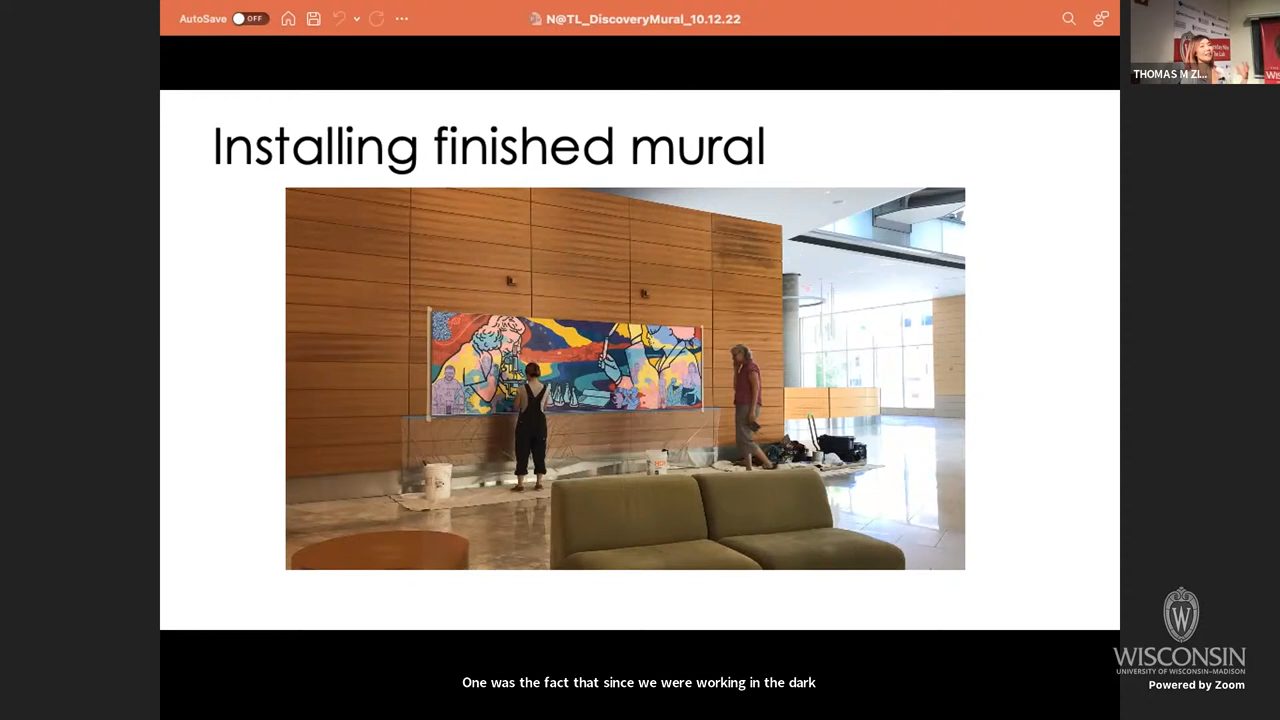 AutoSave OFF
N@TL_DiscoveryMural_10.12.22
THOMAS M ZI...
Installing finished mural
W
WISCONSIN
UNIVERSITY OF WISCONSIN–MADISON
Powered by Zoom
One was the fact that since we were working in the dark